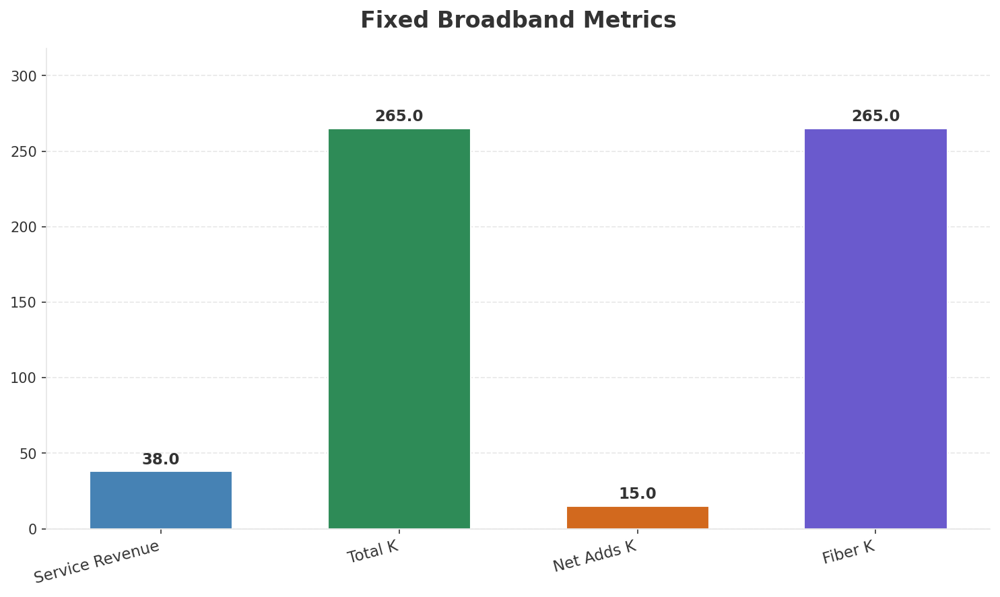 Fixed Broadband Metrics
300
250
200
150
100
50
0
38.0
265.0
15.0
265.0
Service Revenue
Total K
Net Adds K
Fiber K